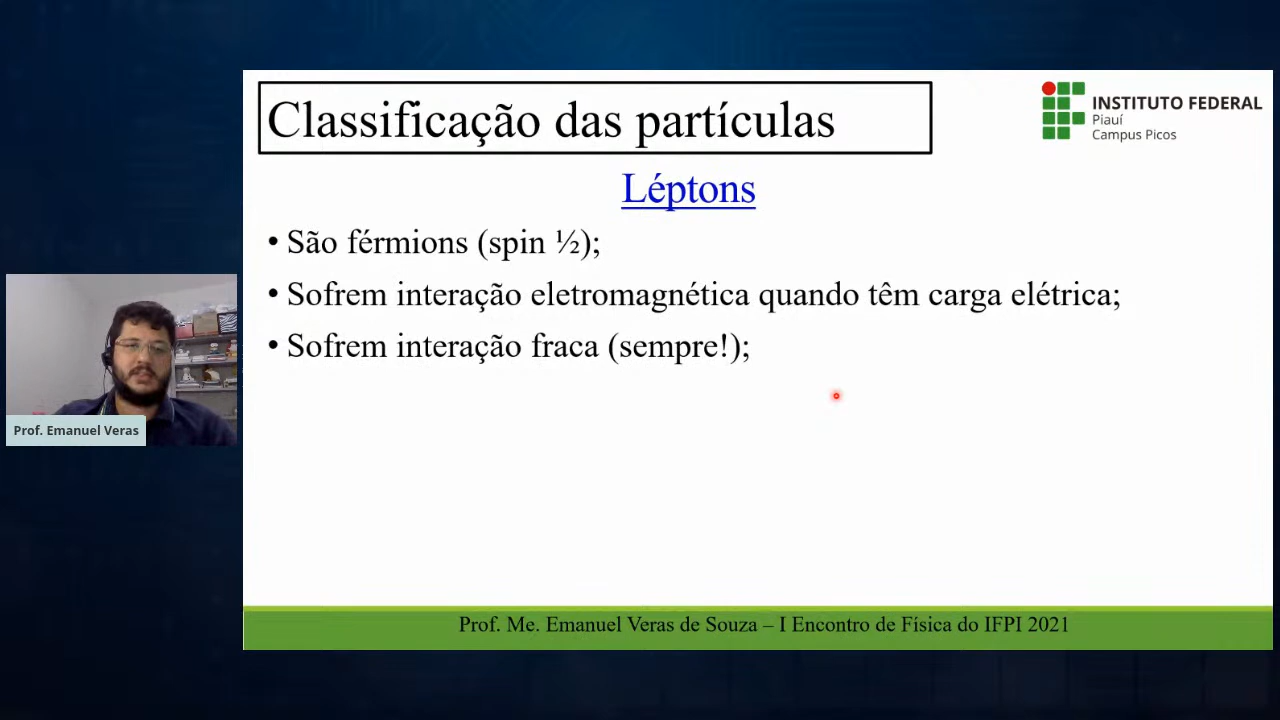 Classificação das partículas
INSTITUTO FEDERAL
Piauí
Campus Picos
Léptons
• São férmions (spin ½);
• Sofrem interação eletromagnética quando têm carga elétrica;
• Sofrem interação fraca (sempre!);
Prof. Emanuel Veras
Prof. Me. Emanuel Veras de Souza – I Encontro de Física do IFPI 2021